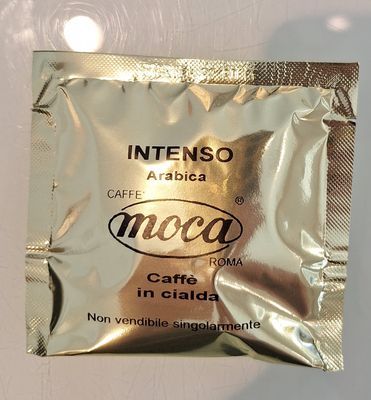 INTENSO
Arabica
CAFFE'
moca®
ROMA
Caffè
in cialda
Non vendibile singolarmente